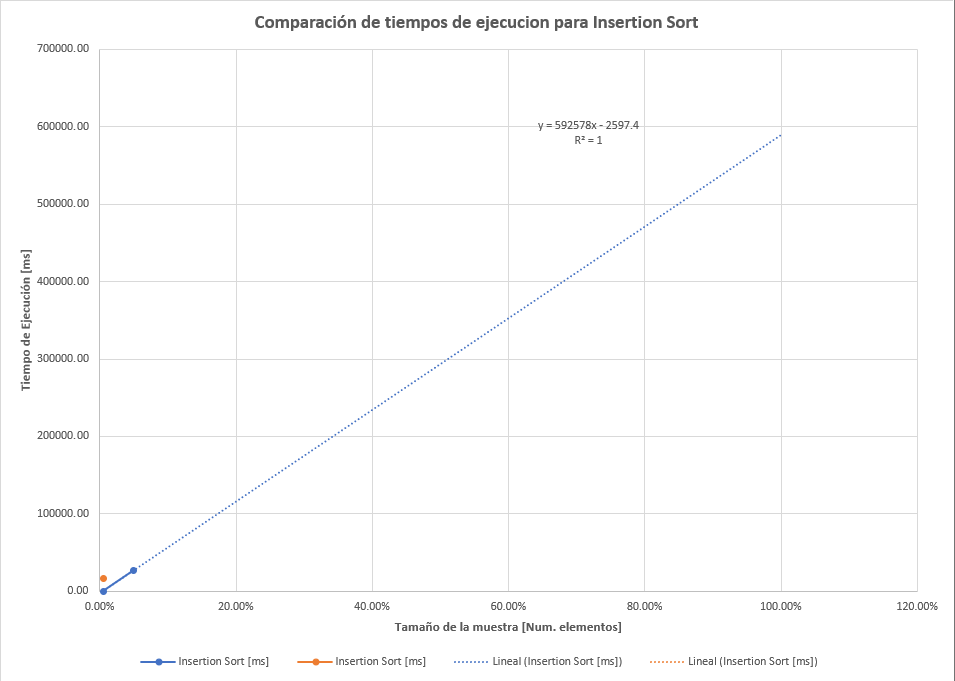 Comparación de tiempos de ejecucion para Insertion Sort
700000.00
600000.00
500000.00
400000.00
300000.00
200000.00
100000.00
0.00
Tiempo de Ejecución [ms]
y = 592578x - 2597.4
R² = 1
0.00% 20.00% 40.00% 60.00% 80.00% 100.00% 120.00%
Tamaño de la muestra [Num. elementos]
Insertion Sort [ms] Insertion Sort [ms] Lineal (Insertion Sort [ms]) Lineal (Insertion Sort [ms])